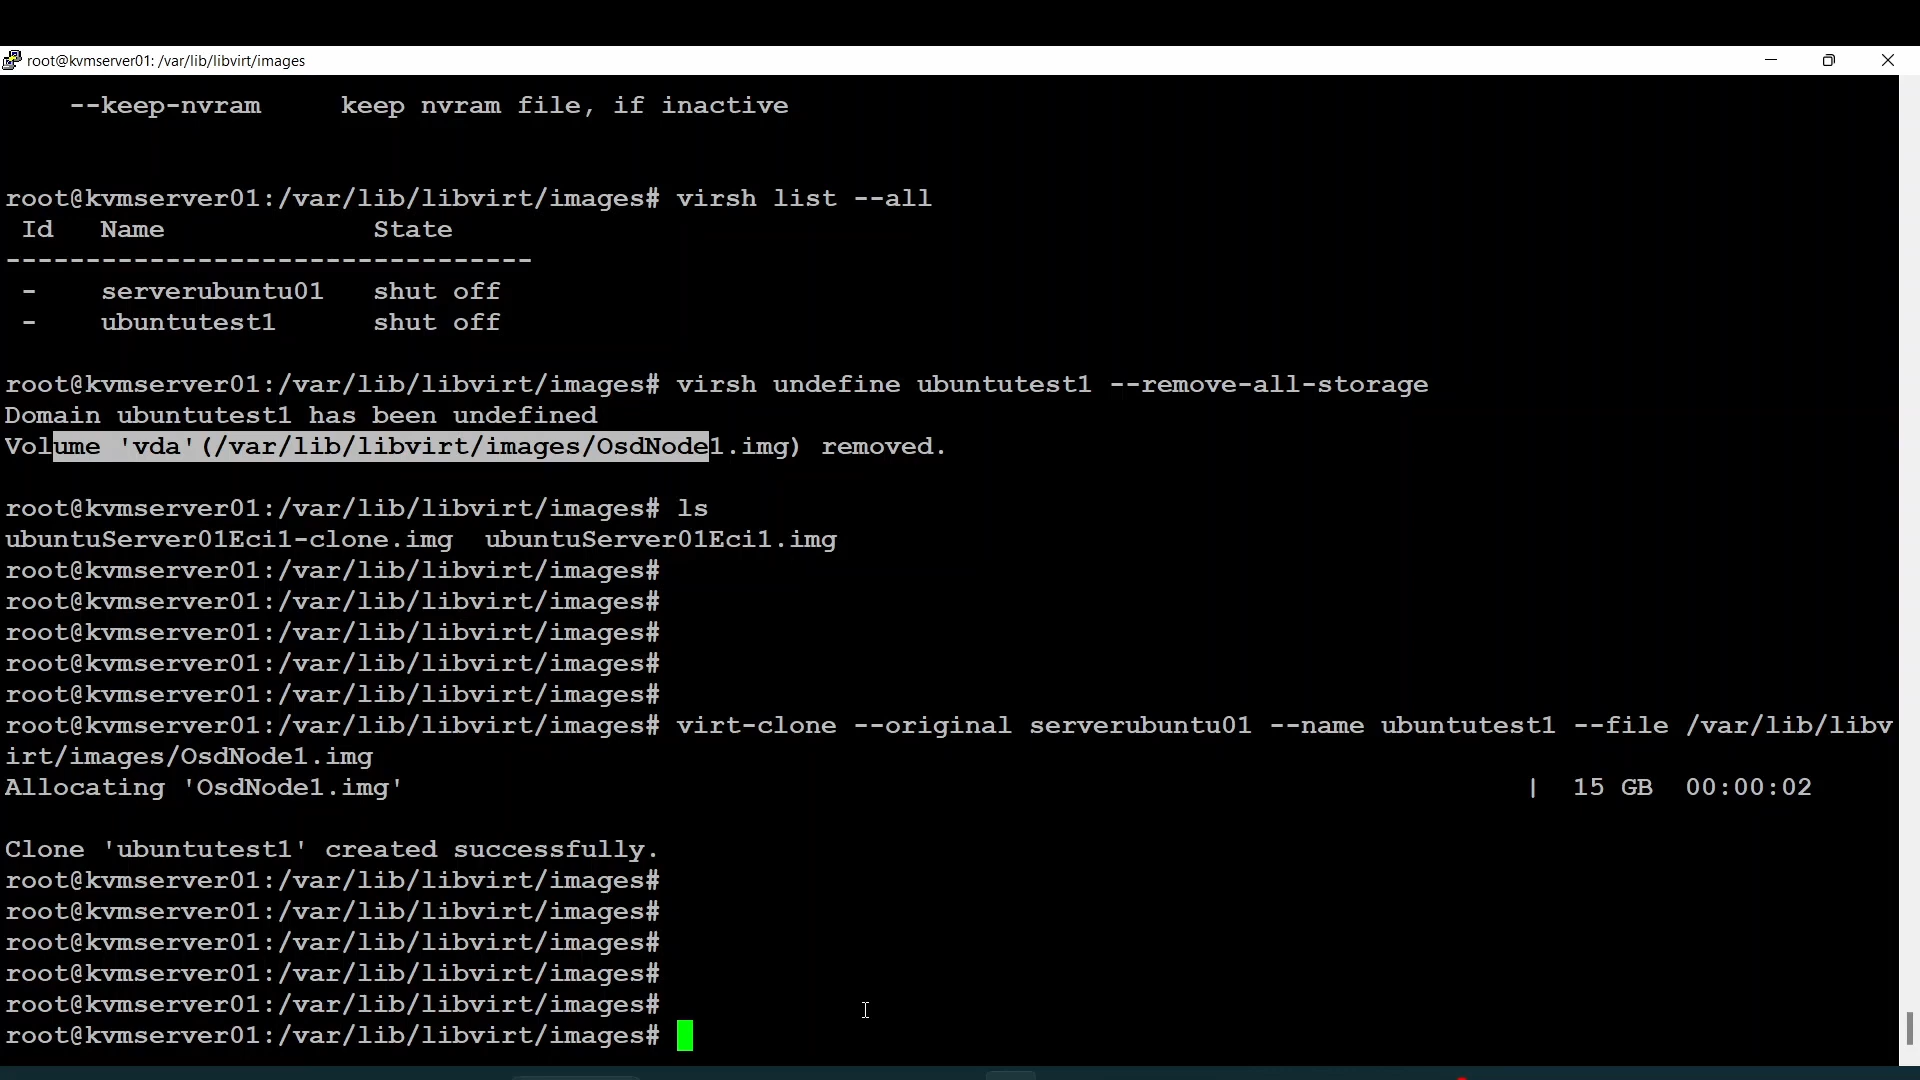 root@kvmserver01: /var/lib/libvirt/images
--keep-nvram     keep nvram file, if inactive
root@kvmserver01:/var/lib/libvirt/images# virsh list --all
 Id   Name             State
---------------------------------
 -    serverubuntu01   shut off
 -    ubuntutest1      shut off
root@kvmserver01:/var/lib/libvirt/images# virsh undefine ubuntutest1 --remove-all-storage
Domain ubuntutest1 has been undefined
Volume 'vda'(/var/lib/libvirt/images/OsdNode1.img) removed.
root@kvmserver01:/var/lib/libvirt/images# ls
ubuntuServer01Eci1-clone.img  ubuntuServer01Eci1.img
root@kvmserver01:/var/lib/libvirt/images#
root@kvmserver01:/var/lib/libvirt/images#
root@kvmserver01:/var/lib/libvirt/images#
root@kvmserver01:/var/lib/libvirt/images#
root@kvmserver01:/var/lib/libvirt/images#
root@kvmserver01:/var/lib/libvirt/images# virt-clone --original serverubuntu01 --name ubuntutest1 --file /var/lib/libv
irt/images/OsdNode1.img
Allocating 'OsdNode1.img'                                                                      |  15 GB  00:00:02
Clone 'ubuntutest1' created successfully.
root@kvmserver01:/var/lib/libvirt/images#
root@kvmserver01:/var/lib/libvirt/images#
root@kvmserver01:/var/lib/libvirt/images#
root@kvmserver01:/var/lib/libvirt/images#
root@kvmserver01:/var/lib/libvirt/images#
root@kvmserver01:/var/lib/libvirt/images#